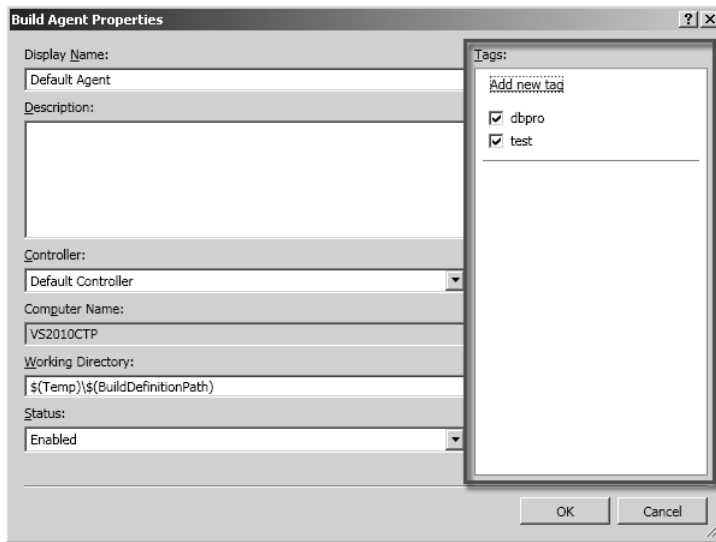 Build Agent Properties
Display Name:
Default Agent
Description:
Controller:
Default Controller
Computer Name:
VS2010CTP
Working Directory:
$(Temp)\$(BuildDefinitionPath)
Status:
Enabled
Tags:
Add new tag
dbpro
test
OK
Cancel